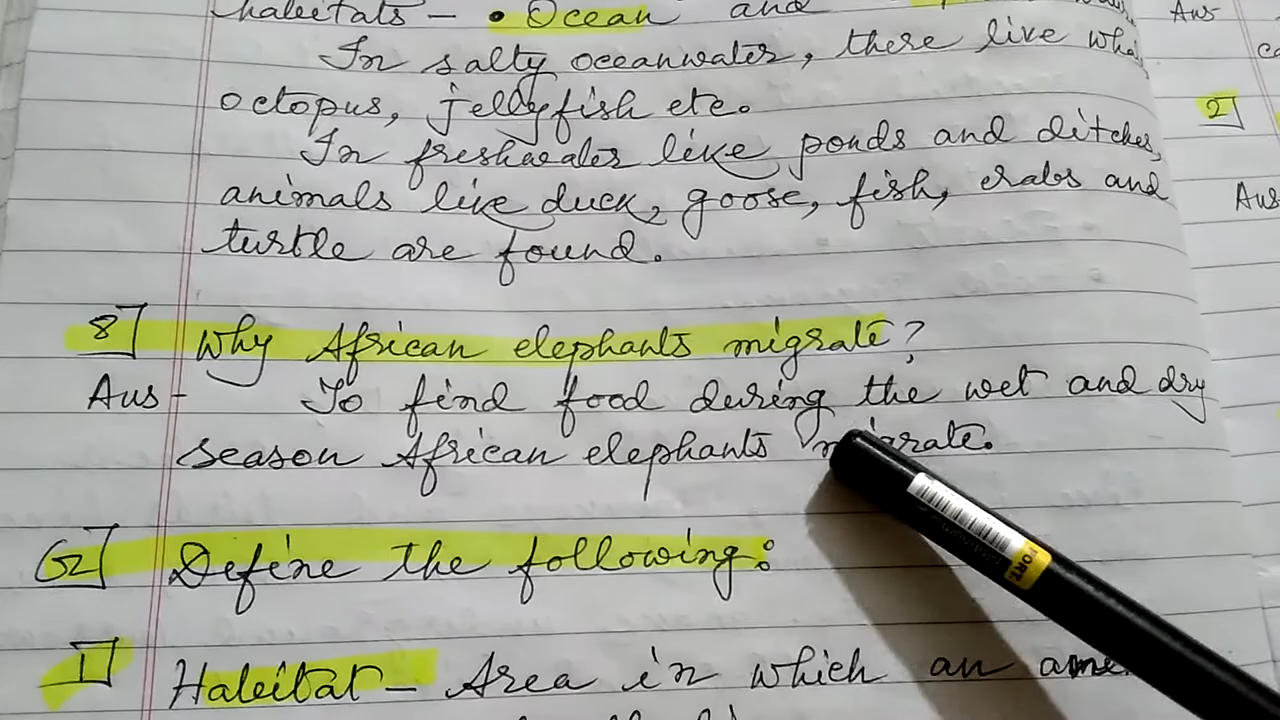 habitats - • Ocean and
In salty oceanwater, there live
octopus, jellyfish etc.
In freshwater like ponds and ditches,
animals like duck, goose, fish, crabs and
turtle are found.
8] Why African elephants migrate?
Ans - To find food during the wet and dry
season African elephants migrate.
G2] Define the following:
1] Habitat - Area in which an
Ans
2]
Ans
FORT